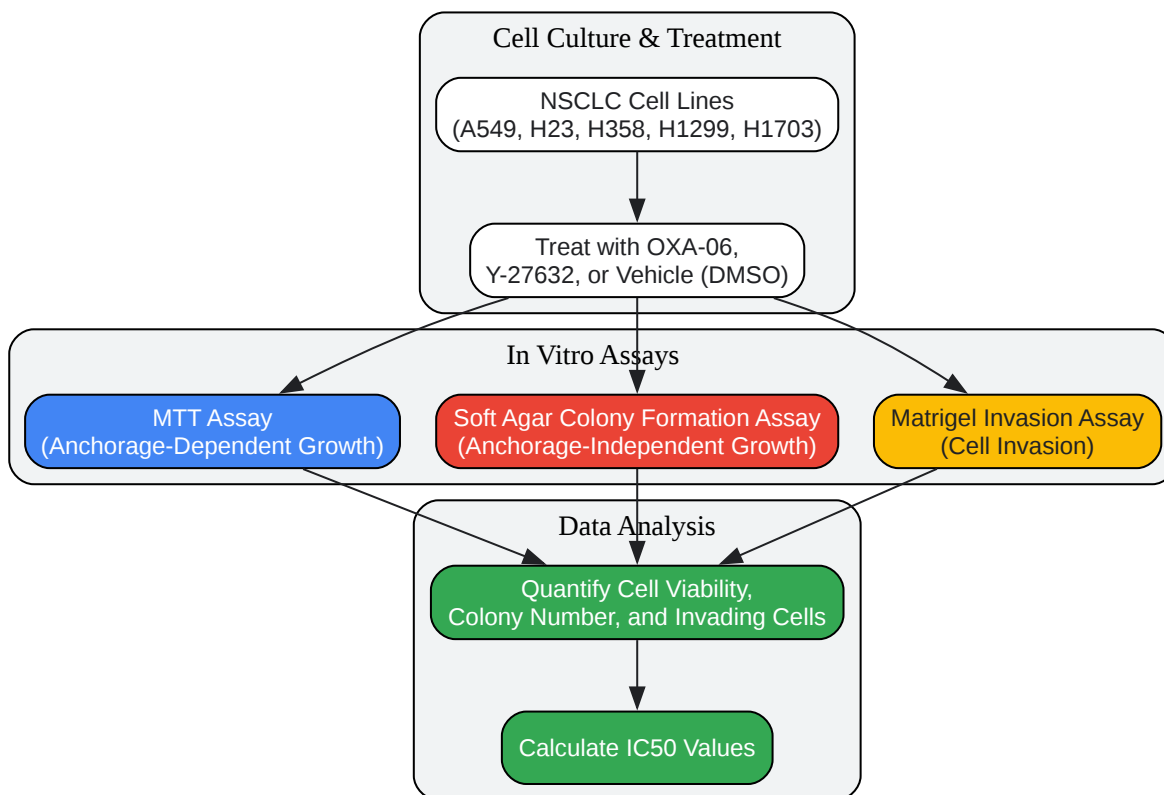 Cell Culture & Treatment
NSCLC Cell Lines
(A549, H23, H358, H1299, H1703)
Treat with OXA-06,
Y-27632, or Vehicle (DMSO)
In Vitro Assays
MTT Assay
(Anchorage-Dependent Growth)
Soft Agar Colony Formation Assay
(Anchorage-Independent Growth)
Matrigel Invasion Assay
(Cell Invasion)
Data Analysis
Quantify Cell Viability,
Colony Number, and Invading Cells
Calculate IC50 Values